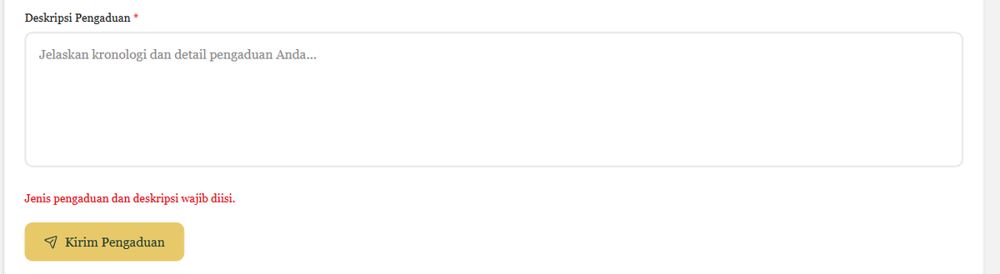 Deskripsi Pengaduan *
Jelaskan kronologi dan detail pengaduan Anda...
Jenis pengaduan dan deskripsi wajib diisi.
Kirim Pengaduan